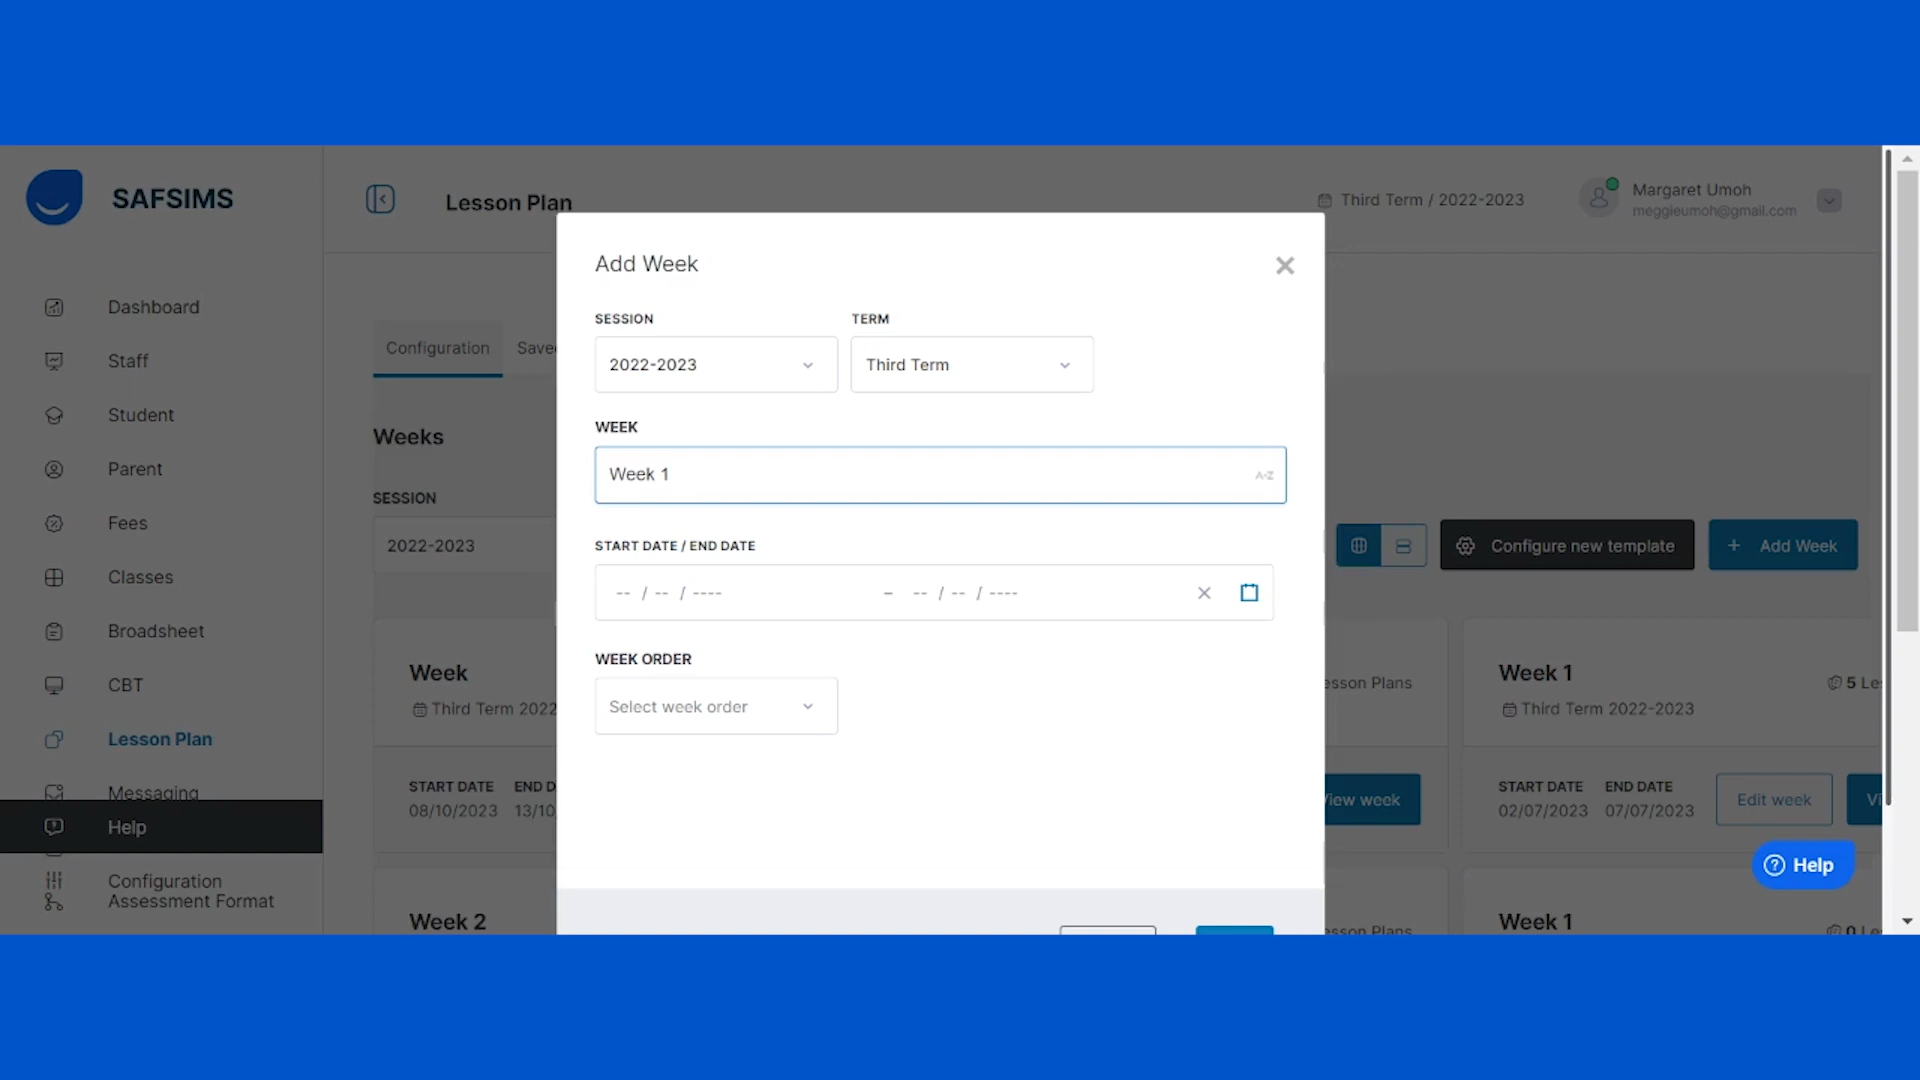 SAFSIMS
Dashboard
Staff
Student
Parent
Fees
Classes
Broadsheet
CBT
Lesson Plan
Messaging
Help
Configuration
Assessment Format
Lesson Plan
Third Term / 2022-2023
Margaret Umoh
meggieumoh@gmail.com
Configuration
Weeks
SESSION
2022-2023
Configure new template
+ Add Week
Add Week
SESSION
TERM
2022-2023
Third Term
WEEK
Week 1
A-Z
START DATE / END DATE
-- / -- / ---- – -- / -- / ----
WEEK ORDER
Select week order
Week
Third Term 2022
START DATE
END D
08/10/2023
13/10
esson Plans
View week
Week 1
5 Le
Third Term 2022-2023
START DATE
END DATE
02/07/2023
07/07/2023
Edit week
Vi
Week 2
esson Plans
Week 1
0 Le
Help